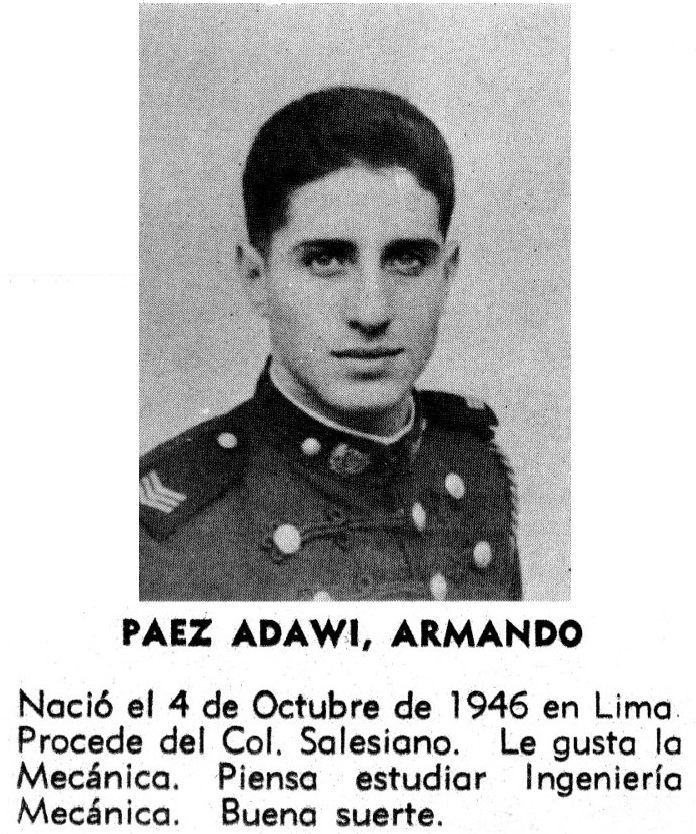 PAEZ ADAWI, ARMANDO
Nació el 4 de Octubre de 1946 en Lima.
Procede del Col. Salesiano. Le gusta la
Mecánica. Piensa estudiar Ingeniería
Mecánica. Buena suerte.